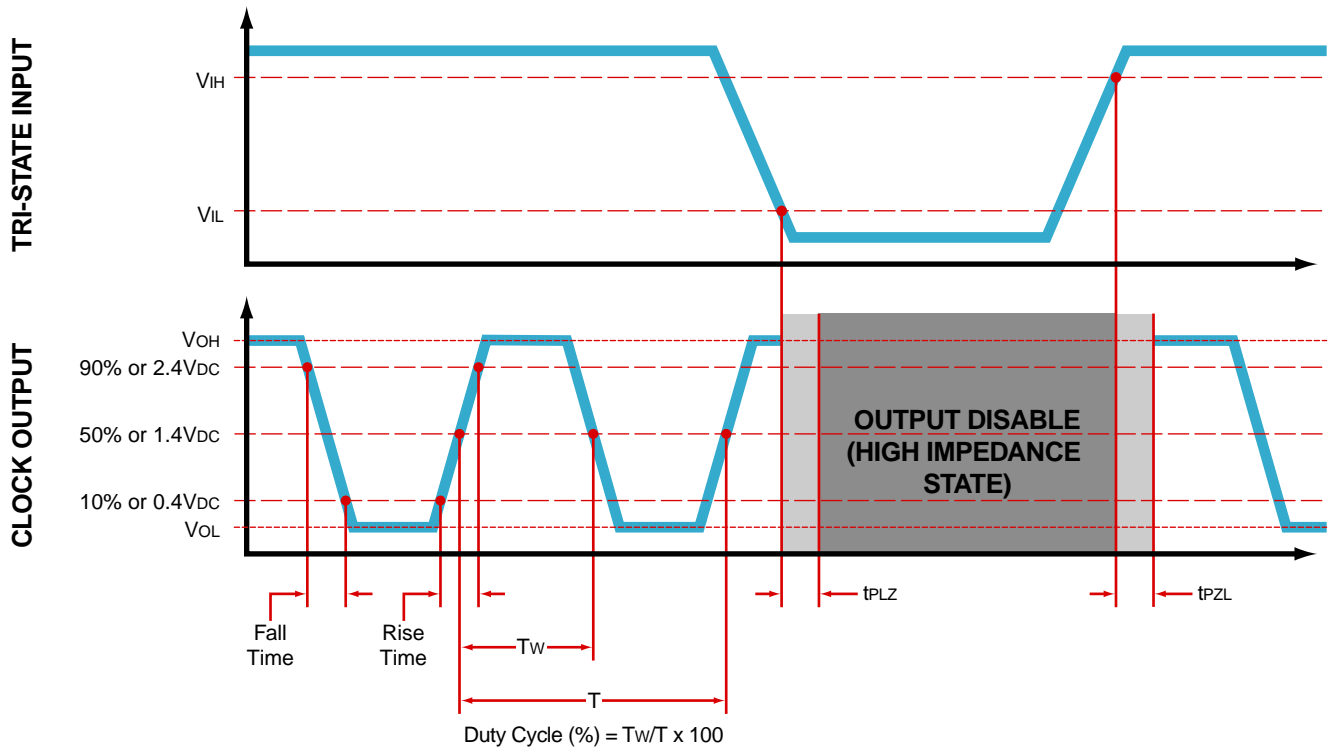 TRI-STATE INPUT
VIH
VIL
CLOCK OUTPUT
VOH
90% or 2.4VDC
50% or 1.4VDC
10% or 0.4VDC
VOL
OUTPUT DISABLE
(HIGH IMPEDANCE
STATE)
Fall
Time
Rise
Time
TW
T
tPLZ
tPZL
Duty Cycle (%) = TW/T x 100